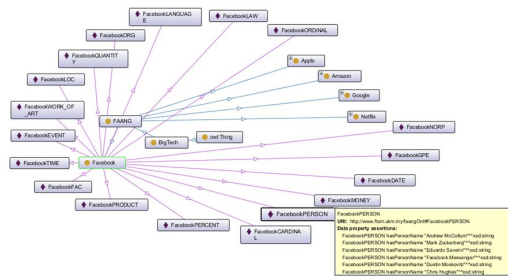 FacebookLANGUAG
E
FacebookLAW
FacebookORG
FacebookORDINAL
FacebookQUANTIT
Y
Apple
FacebookLOC
Amazon
Google
FacebookWORK_OF
_ART
FAANG
Netflix
FacebookEVENT
FacebookNORP
BigTech
owl:Thing
FacebookTIME
Facebook
FacebookGPE
FacebookFAC
FacebookDATE
FacebookPRODUCT
FacebookMONEY
FacebookPERSON
FacebookPERCENT
FacebookCARDINA
L
FacebookPERSON
URI: http://www.ftsm.ukm.my/faangOnt#FacebookPERSON
Data property assertions:
FacebookPERSON hasPersonName "Andrew McCollum"^^xsd:string
FacebookPERSON hasPersonName "Mark Zuckerberg"^^xsd:string
FacebookPERSON hasPersonName "Eduardo Saverin"^^xsd:string
FacebookPERSON hasPersonName "Facebook Messenger"^^xsd:string
FacebookPERSON hasPersonName "Dustin Moskovitz"^^xsd:string
FacebookPERSON hasPersonName "Chris Hughes"^^xsd:string